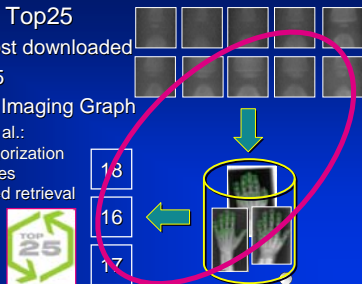 Top25
st downloaded
5
Imaging Graph
al.:
orization
es
d retrieval
18
16
17
TOP
25